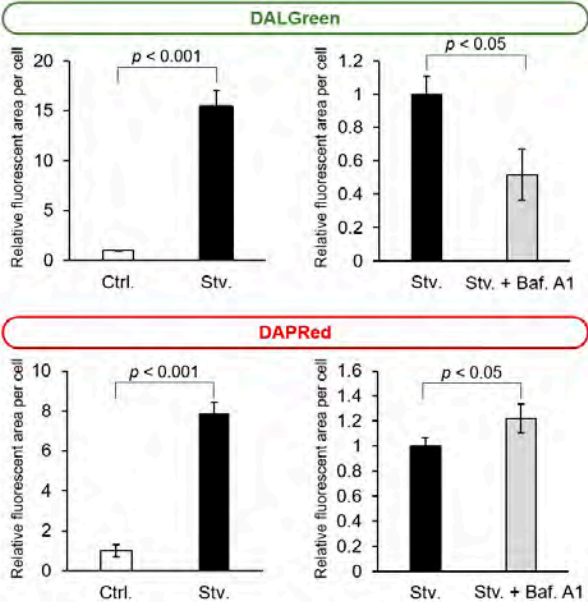 DALGreen
Relative fluorescent area per cell
20
15
10
5
0
p < 0.001
Ctrl.
Stv.
Relative fluorescent area per cell
1.2
1
0.8
0.6
0.4
0.2
0
p < 0.05
Stv.
Stv. + Baf. A1
DAPRed
Relative fluorescent area per cell
10
8
6
4
2
0
p < 0.001
Ctrl.
Stv.
Relative fluorescent area per cell
1.6
1.4
1.2
1
0.8
0.6
0.4
0.2
0
p < 0.05
Stv.
Stv. + Baf. A1